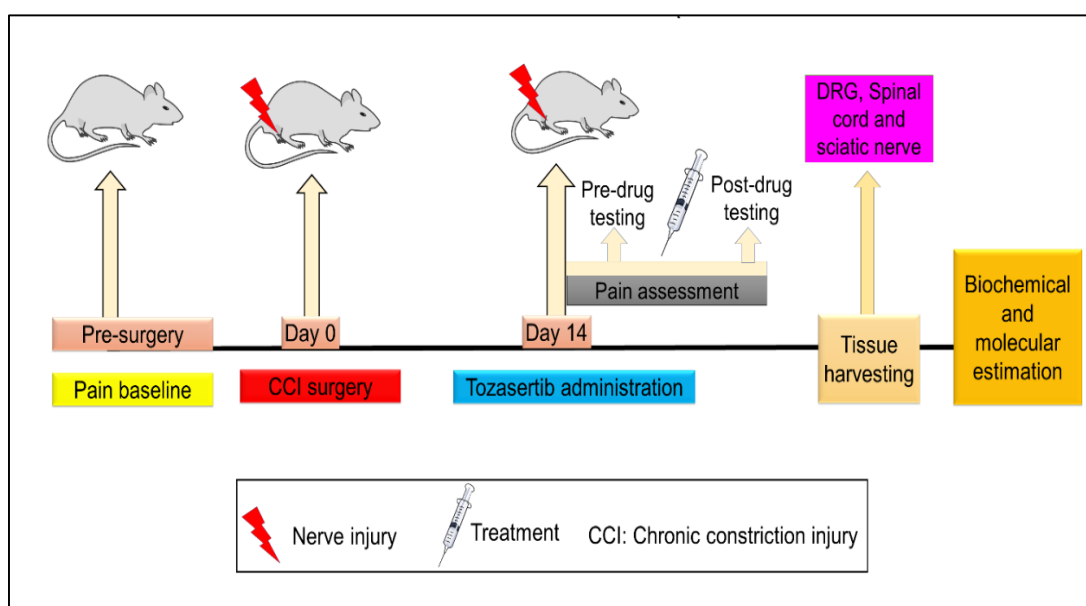 DRG, Spinal
cord and
sciatic nerve
Pre-drug
testing
Post-drug
testing
Pain assessment
Pre-surgery
Day 0
Day 14
Tissue
harvesting
Biochemical
and
molecular
estimation
Pain baseline
CCI surgery
Tozasertib administration
Nerve injury
Treatment
CCI: Chronic constriction injury